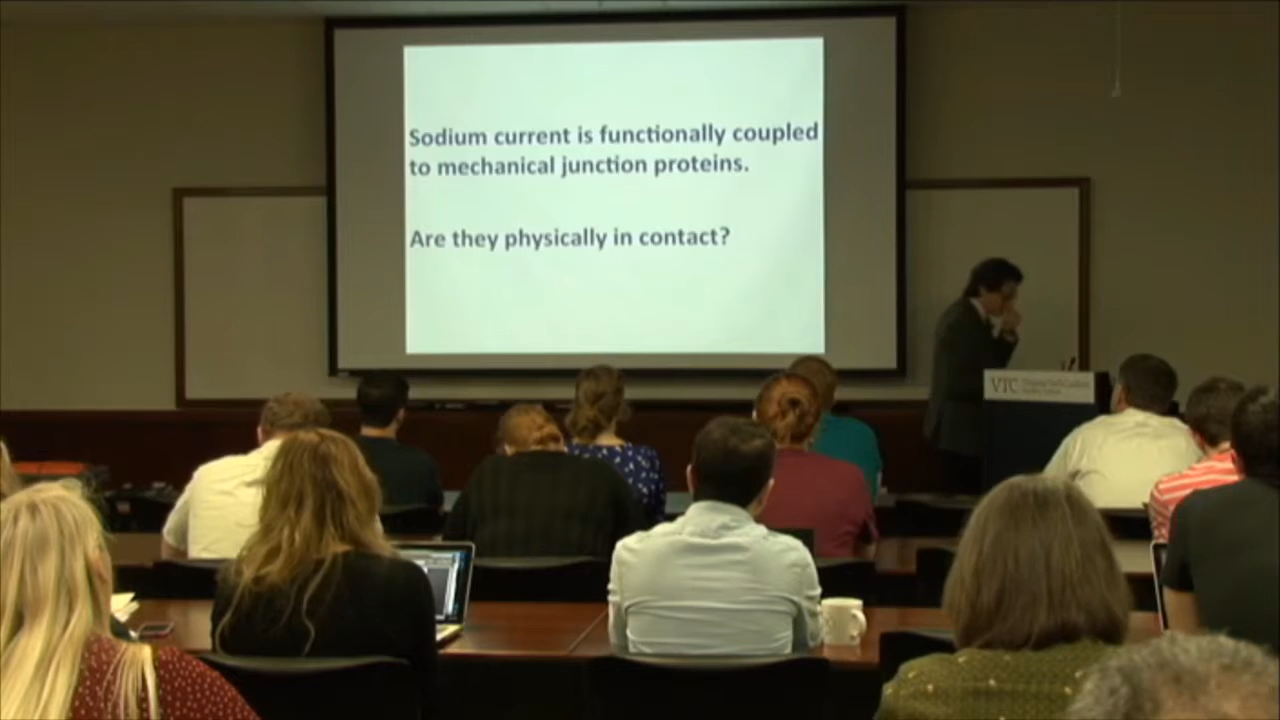 Sodium current is functionally coupled
to mechanical junction proteins.
Are they physically in contact?
VTC